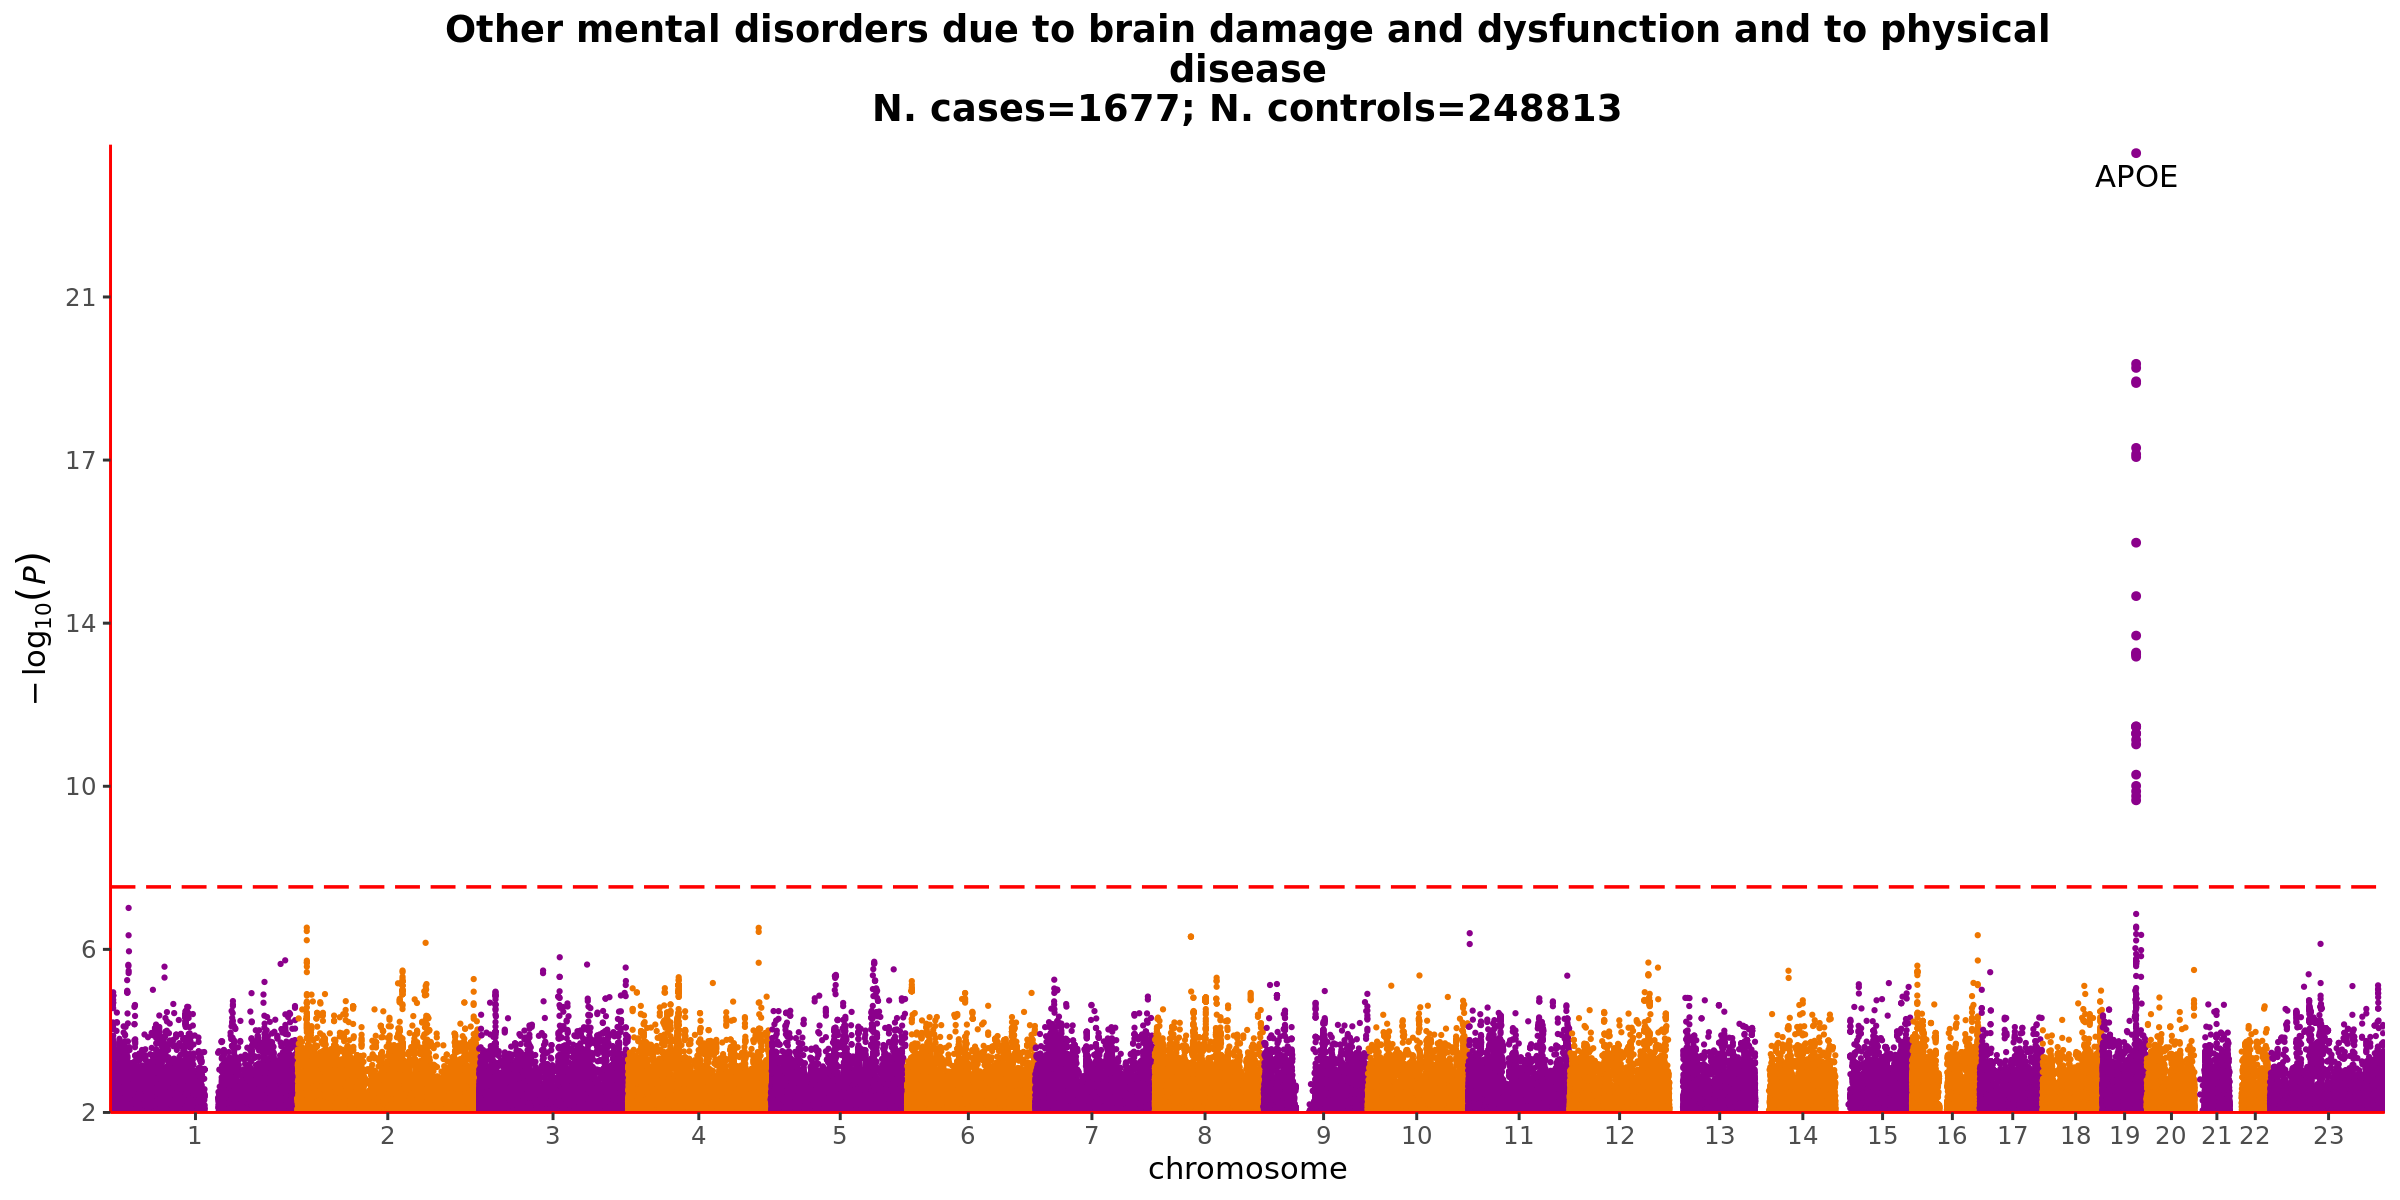 Other mental disorders due to brain damage and dysfunction and to physical
disease
N. cases=1677; N. controls=248813
APOE
21
17
14
10
6
2
−log10(P)
1 2 3 4 5 6 7 8 9 10 11 12 13 14 15 16 17 18 19 20 21 22 23
chromosome